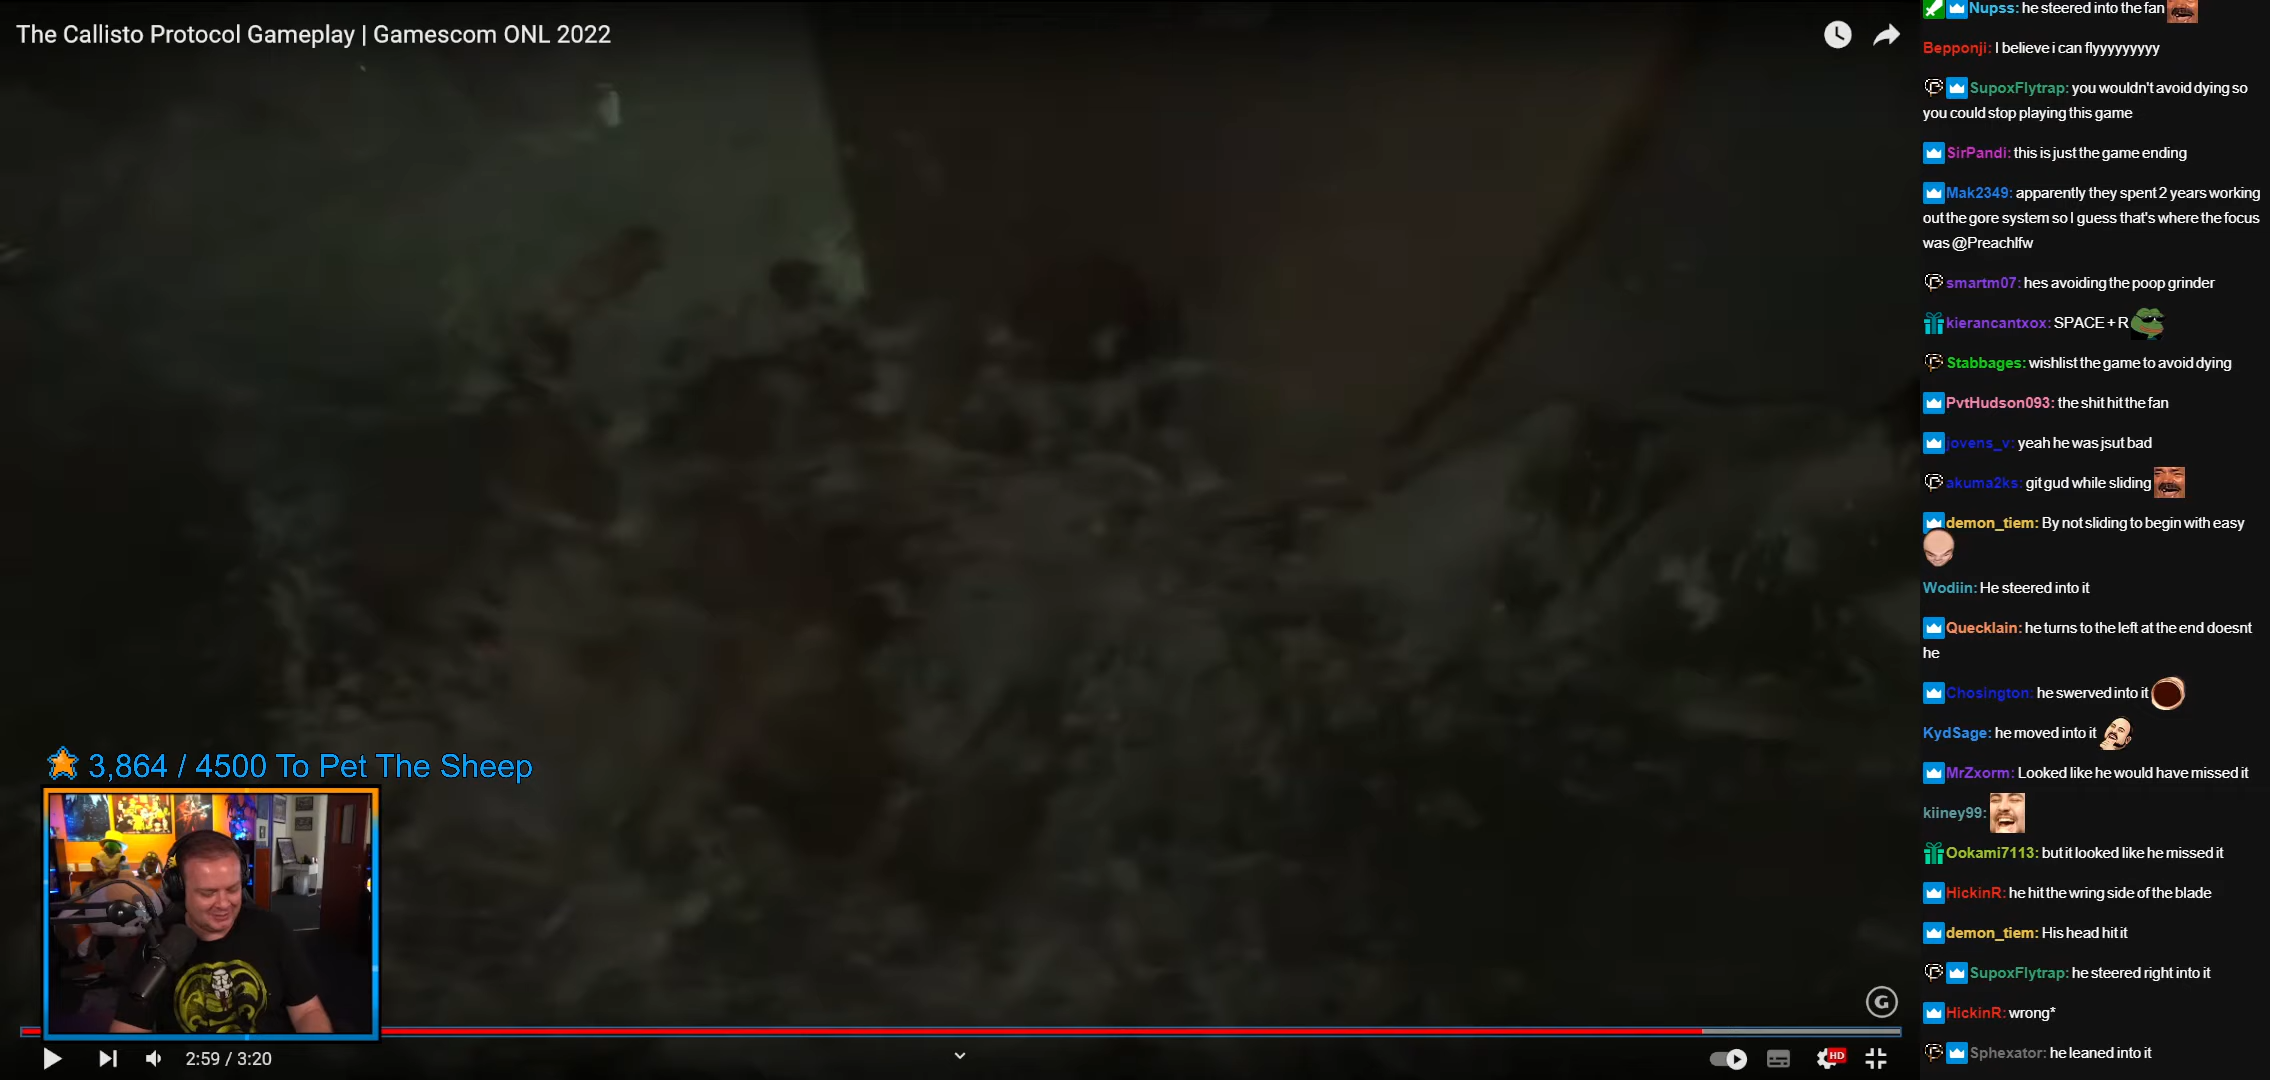 The Callisto Protocol Gameplay | Gamescom ONL 2022
3,864 / 4500 To Pet The Sheep
2:59 / 3:20
HD
G
Nupss: he steered into the fan
Bepponji: I believe i can flyyyyyyyyy
SupoxFlytrap: you wouldn't avoid dying so
you could stop playing this game
SirPandi: this is just the game ending
Mak2349: apparently they spent 2 years working
out the gore system so I guess that's where the focus
was @Preachlfw
smartm07: hes avoiding the poop grinder
kierancantxox: SPACE + R
Stabbages: wishlist the game to avoid dying
PvtHudson093: the shit hit the fan
jovens_v: yeah he was jsut bad
akuma2ks: git gud while sliding
demon_tiem: By not sliding to begin with easy
Wodiin: He steered into it
Quecklain: he turns to the left at the end doesnt
he
Chosington: he swerved into it
KydSage: he moved into it
MrZxorm: Looked like he would have missed it
kiiney99:
Ookami7113: but it looked like he missed it
HickinR: he hit the wring side of the blade
demon_tiem: His head hit it
SupoxFlytrap: he steered right into it
HickinR: wrong*
Sphexator: he leaned into it